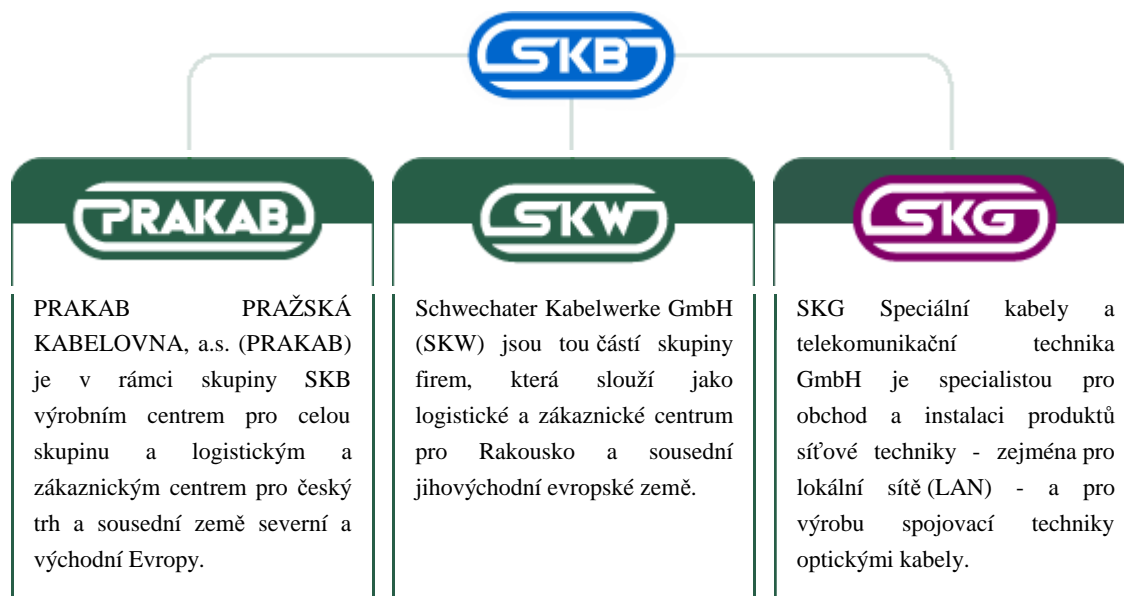 SKB
PRAKAB
PRAKAB PRAŽSKÁ
KABELOVNA, a.s. (PRAKAB)
je v rámci skupiny SKB
výrobním centrem pro celou
skupinu a logistickým a
zákaznickým centrem pro český
trh a sousední země severní a
východní Evropy.
SKW
Schwechater Kabelwerke GmbH
(SKW) jsou tou částí skupiny
firem, která slouží jako
logistické a zákaznické centrum
pro Rakousko a sousední
jihovýchodní evropské země.
SKG
SKG Speciální kabely a
telekomunikační technika
GmbH je specialistou pro
obchod a instalaci produktů
síťové techniky - zejména pro
lokální sítě (LAN) - a pro
výrobu spojovací techniky
optickými kabely.